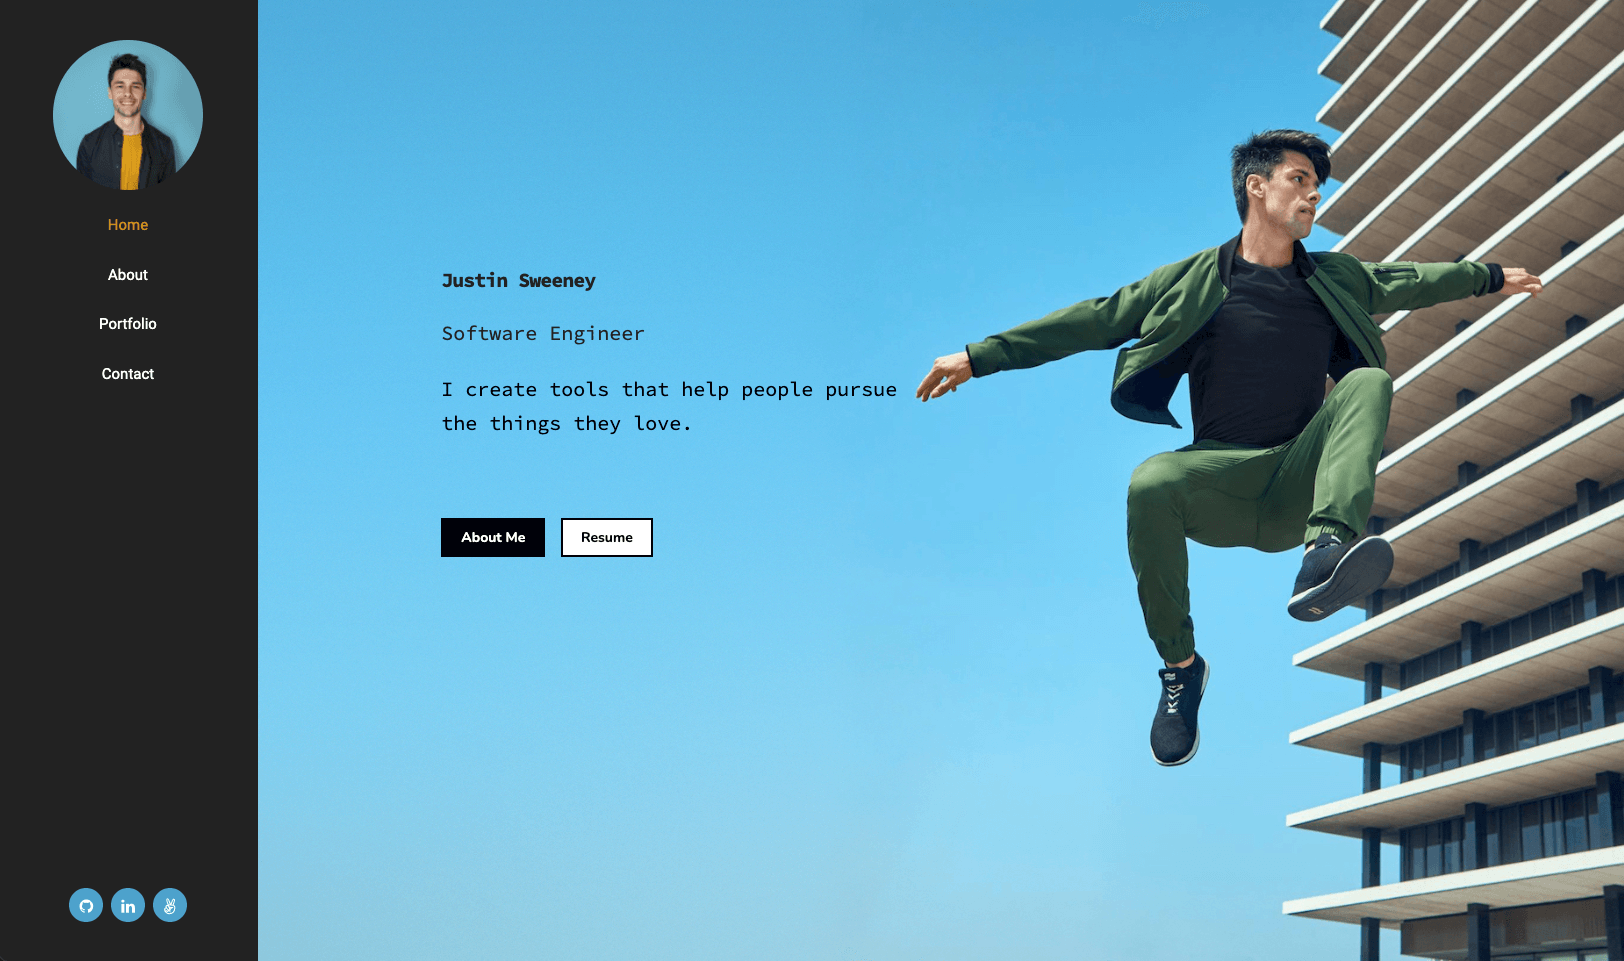 Home
About
Portfolio
Contact
Justin Sweeney
Software Engineer
I create tools that help people pursue
the things they love.
About Me
Resume
in